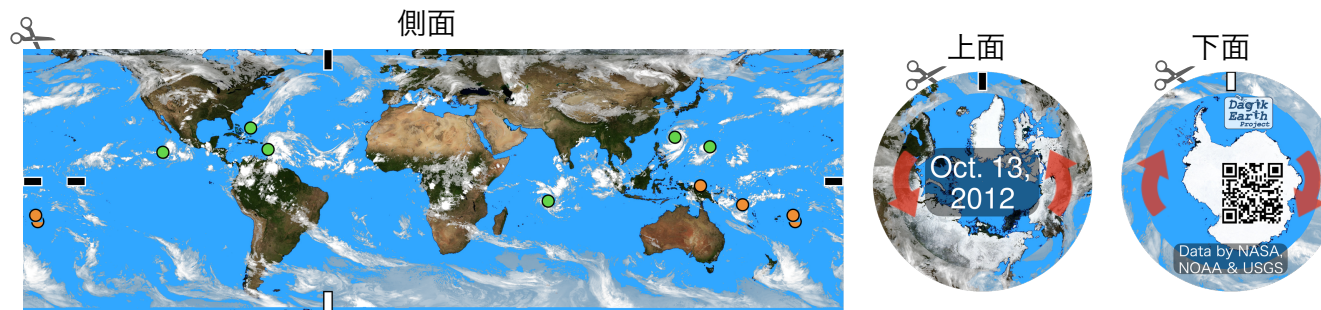 側面
上面
下面
Oct. 13,
2012
Dagik
Earth
Project
Data by NASA,
NOAA & USGS